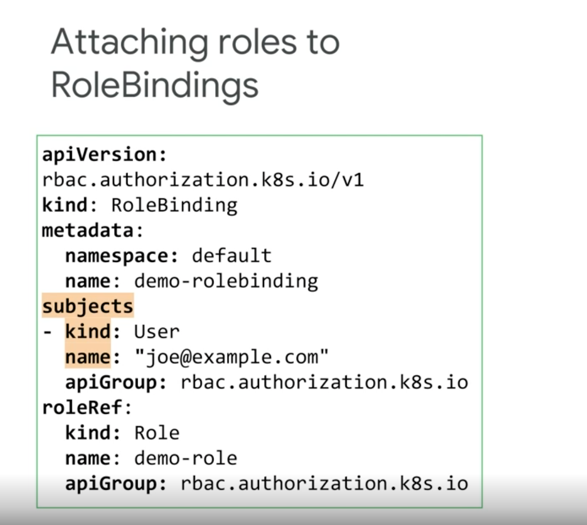 Attaching roles to
RoleBindings
apiVersion:
rbac.authorization.k8s.io/v1
kind: RoleBinding
metadata:
  namespace: default
  name: demo-rolebinding
subjects
- kind: User
  name: "joe@example.com"
  apiGroup: rbac.authorization.k8s.io
roleRef:
  kind: Role
  name: demo-role
  apiGroup: rbac.authorization.k8s.io